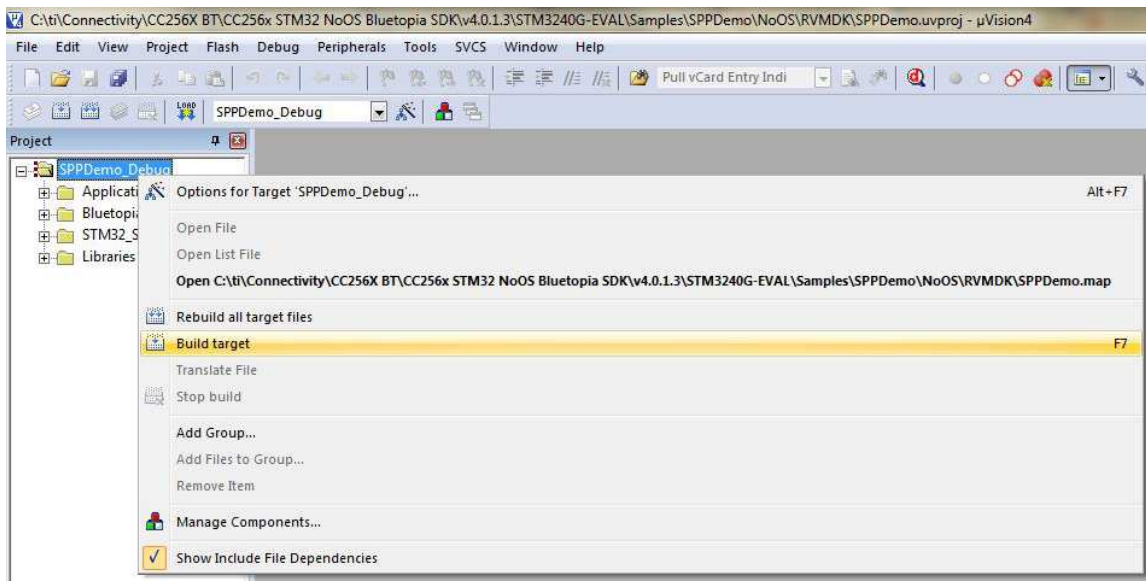 C:\ti\Connectivity\CC256X BT\CC256x STM32 NoOS Bluetopia SDK\v4.0.1.3\STM3240G-EVAL\Samples\SPPDemo\NoOS\RVMDK\SPPDemo.uvproj - µVision4
File Edit View Project Flash Debug Peripherals Tools SVCS Window Help
Pull vCard Entry Indi
LOAD SPPDemo_Debug
Project
SPPDemo_Debug
Applicati
Options for Target 'SPPDemo_Debug'... Alt+F7
Bluetopia
Open File
STM32_S
Open List File
Libraries
Open C:\ti\Connectivity\CC256X BT\CC256x STM32 NoOS Bluetopia SDK\v4.0.1.3\STM3240G-EVAL\Samples\SPPDemo\NoOS\RVMDK\SPPDemo.map
Rebuild all target files
Build target F7
Translate File
Stop build
Add Group...
Add Files to Group...
Remove Item
Manage Components...
Show Include File Dependencies